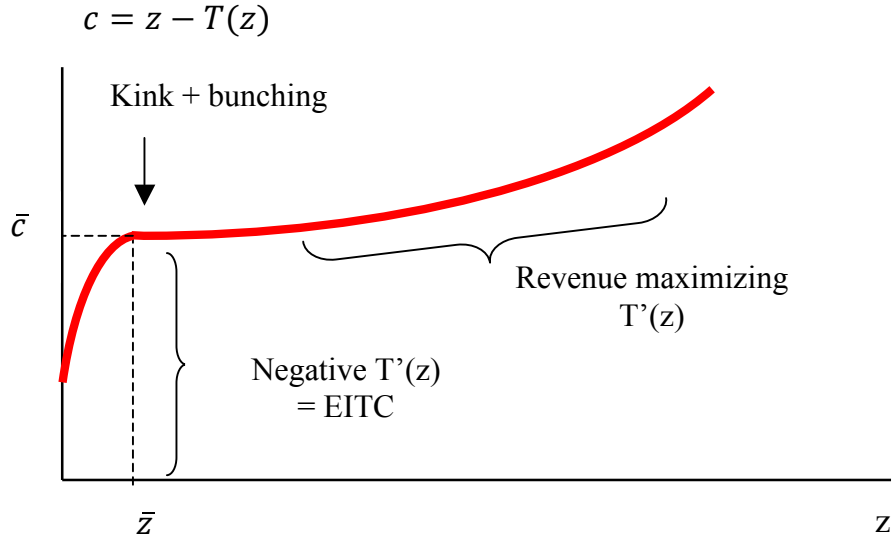 c = z − T(z)
Kink + bunching
c̄
Revenue maximizing
T’(z)
Negative T’(z)
= EITC
z̄
z